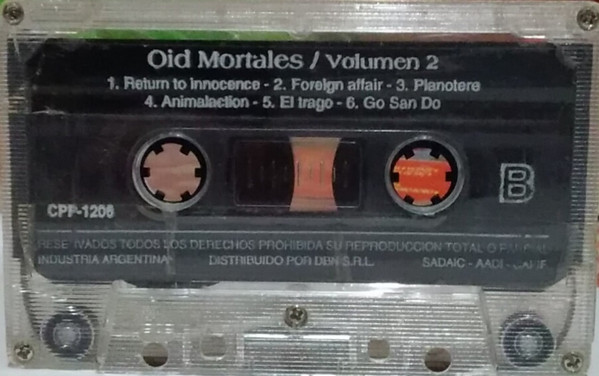 Oid Mortales / Volumen 2
1. Return to Innocence - 2. Foreign affair - 3. Pianotere
4. Animalaction - 5. El trago - 6. Go San Do
B
CPP-1206
RESERVADOS TODOS LOS DERECHOS PROHIBIDA SU REPRODUCCION TOTAL O
INDUSTRIA ARGENTINA DISTRIBUIDO POR DBN S.R.L. SADAIC - AADI - CAPIF